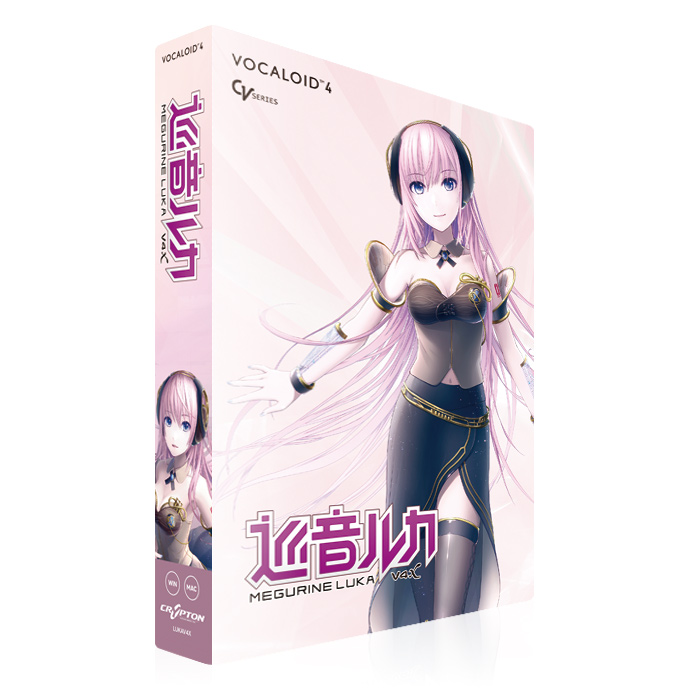 VOCALOID™4
巡音ルカ
MEGURINE LUKA V4X
WIN
MAC
CRYPTON
LUKAV4X
VOCALOID™4
CV SERIES
巡音ルカ
MEGURINE LUKA V4X